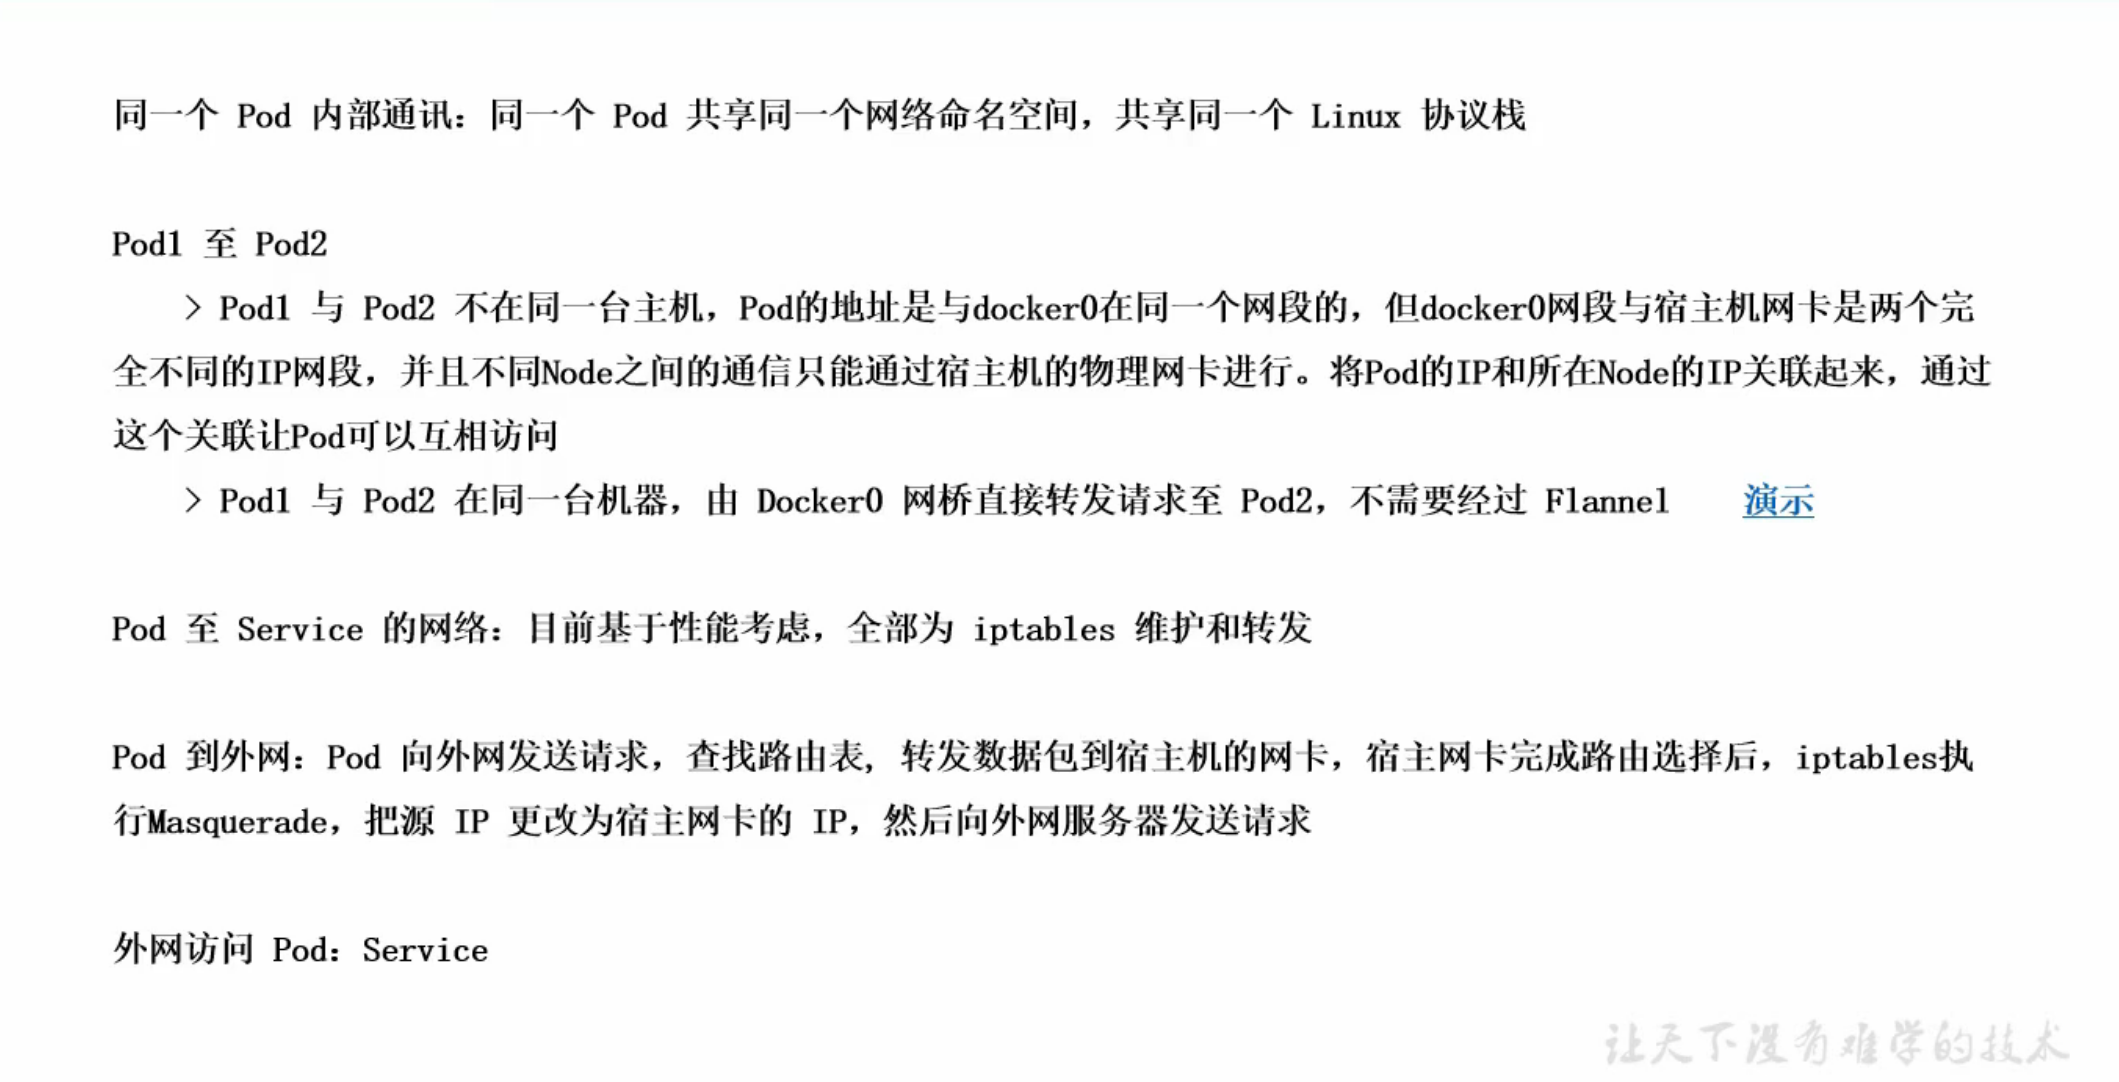 同一个 Pod 内部通讯：同一个 Pod 共享同一个网络命名空间，共享同一个 Linux 协议栈
Pod1 至 Pod2
> Pod1 与 Pod2 不在同一台主机，Pod的地址是与docker0在同一个网段的，但docker0网段与宿主机网卡是两个完
全不同的IP网段，并且不同Node之间的通信只能通过宿主机的物理网卡进行。将Pod的IP和所在Node的IP关联起来，通过
这个关联让Pod可以互相访问
> Pod1 与 Pod2 在同一台机器，由 Docker0 网桥直接转发请求至 Pod2，不需要经过 Flannel 演示
Pod 至 Service 的网络：目前基于性能考虑，全部为 iptables 维护和转发
Pod 到外网：Pod 向外网发送请求，查找路由表, 转发数据包到宿主机的网卡，宿主网卡完成路由选择后，iptables执
行Masquerade，把源 IP 更改为宿主网卡的 IP，然后向外网服务器发送请求
外网访问 Pod：Service
让天下没有难学的技术